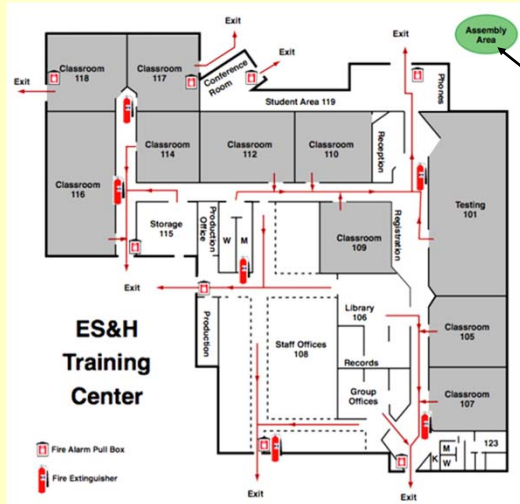 Assembly
Area
Exit
Exit
Exit
Exit
Classroom
118
Classroom
117
Conference
Room
Phones
Student Area 119
Classroom
114
Classroom
112
Classroom
110
Reception
Classroom
116
Testing
101
Storage
115
Production
Office
W
M
Classroom
109
Registration
Exit
Exit
Library
106
Classroom
105
Production
ES&H
Training
Center
Staff Offices
108
Records
Group
Offices
Classroom
107
M
W
K
123
Fire Alarm Pull Box
Fire Extinguisher
Exit
Exit